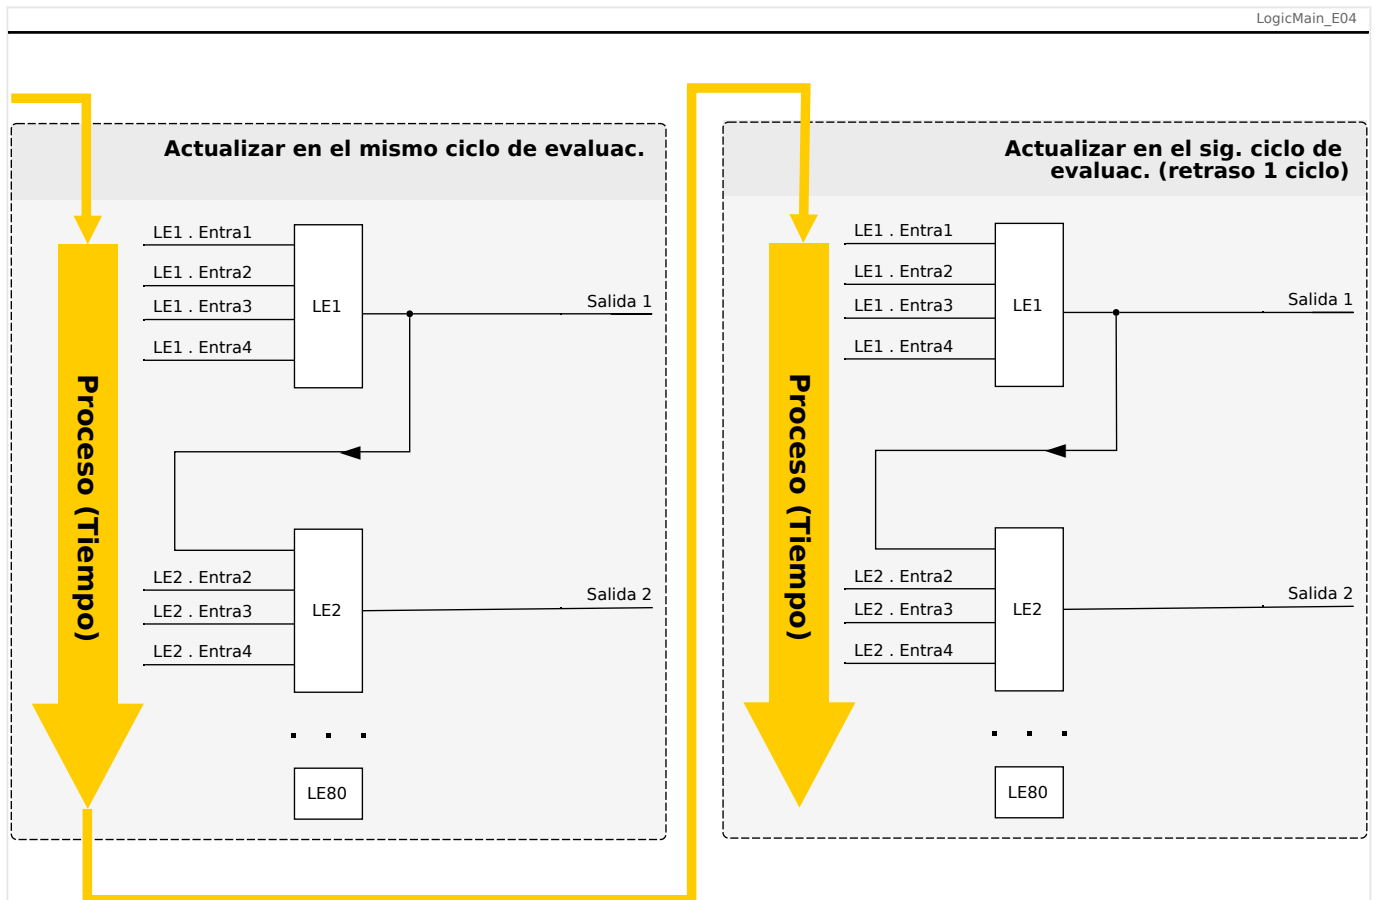 LogicMain_E04
Actualizar en el mismo ciclo de evaluac.
LE1 . Entra1
LE1 . Entra2
LE1 . Entra3
LE1 . Entra4
LE1
Salida 1
Proceso (Tiempo)
LE2 . Entra2
LE2 . Entra3
LE2 . Entra4
LE2
Salida 2
. . .
LE80
Actualizar en el sig. ciclo de
evaluac. (retraso 1 ciclo)
LE1 . Entra1
LE1 . Entra2
LE1 . Entra3
LE1 . Entra4
LE1
Salida 1
Proceso (Tiempo)
LE2 . Entra2
LE2 . Entra3
LE2 . Entra4
LE2
Salida 2
. . .
LE80